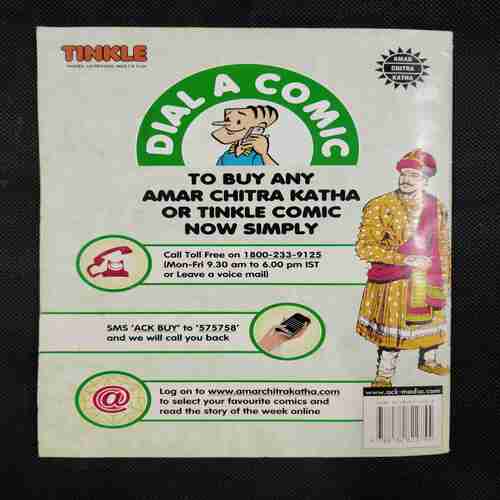 TINKLE
AMAR
CHITRA
KATHA
DIAL A COMIC
TO BUY ANY
AMAR CHITRA KATHA
OR TINKLE COMIC
NOW SIMPLY
Call Toll Free on 1800-233-9125
(Mon-Fri 9.30 am to 6.00 pm IST
or Leave a voice mail)
SMS 'ACK BUY' to '575758'
and we will call you back
@
Log on to www.amarchitrakatha.com
to select your favourite comics and
read the story of the week online
www.ack-media.com